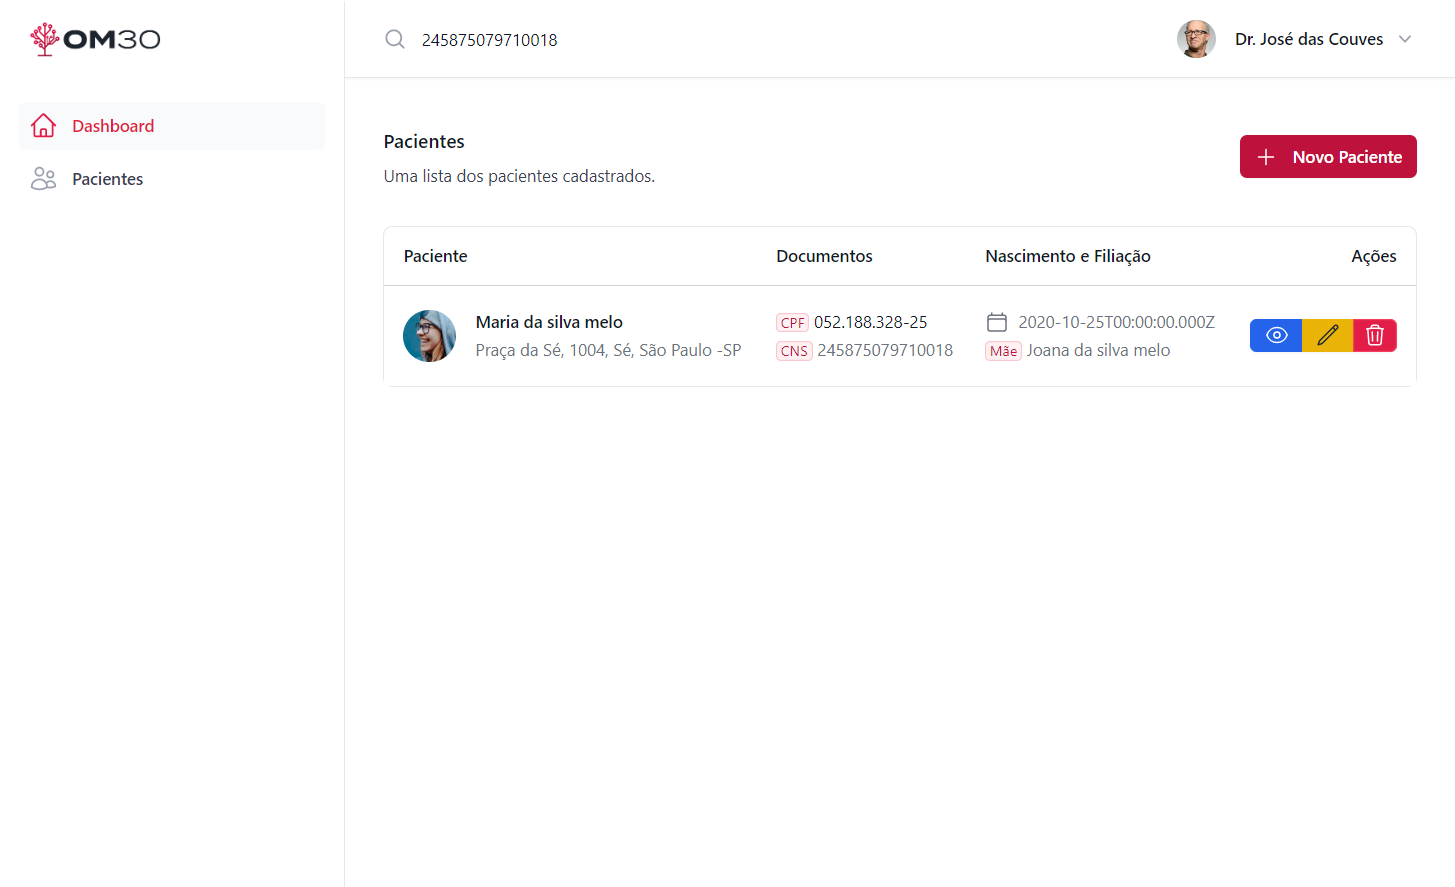 OM30
245875079710018
Dr. José das Couves
Dashboard
Pacientes
Pacientes
Uma lista dos pacientes cadastrados.
Novo Paciente
Paciente Documentos Nascimento e Filiação Ações
Maria da silva melo CPF 052.188.328-25 2020-10-25T00:00:00.000Z
Praça da Sé, 1004, Sé, São Paulo -SP CNS 245875079710018 Mãe Joana da silva melo